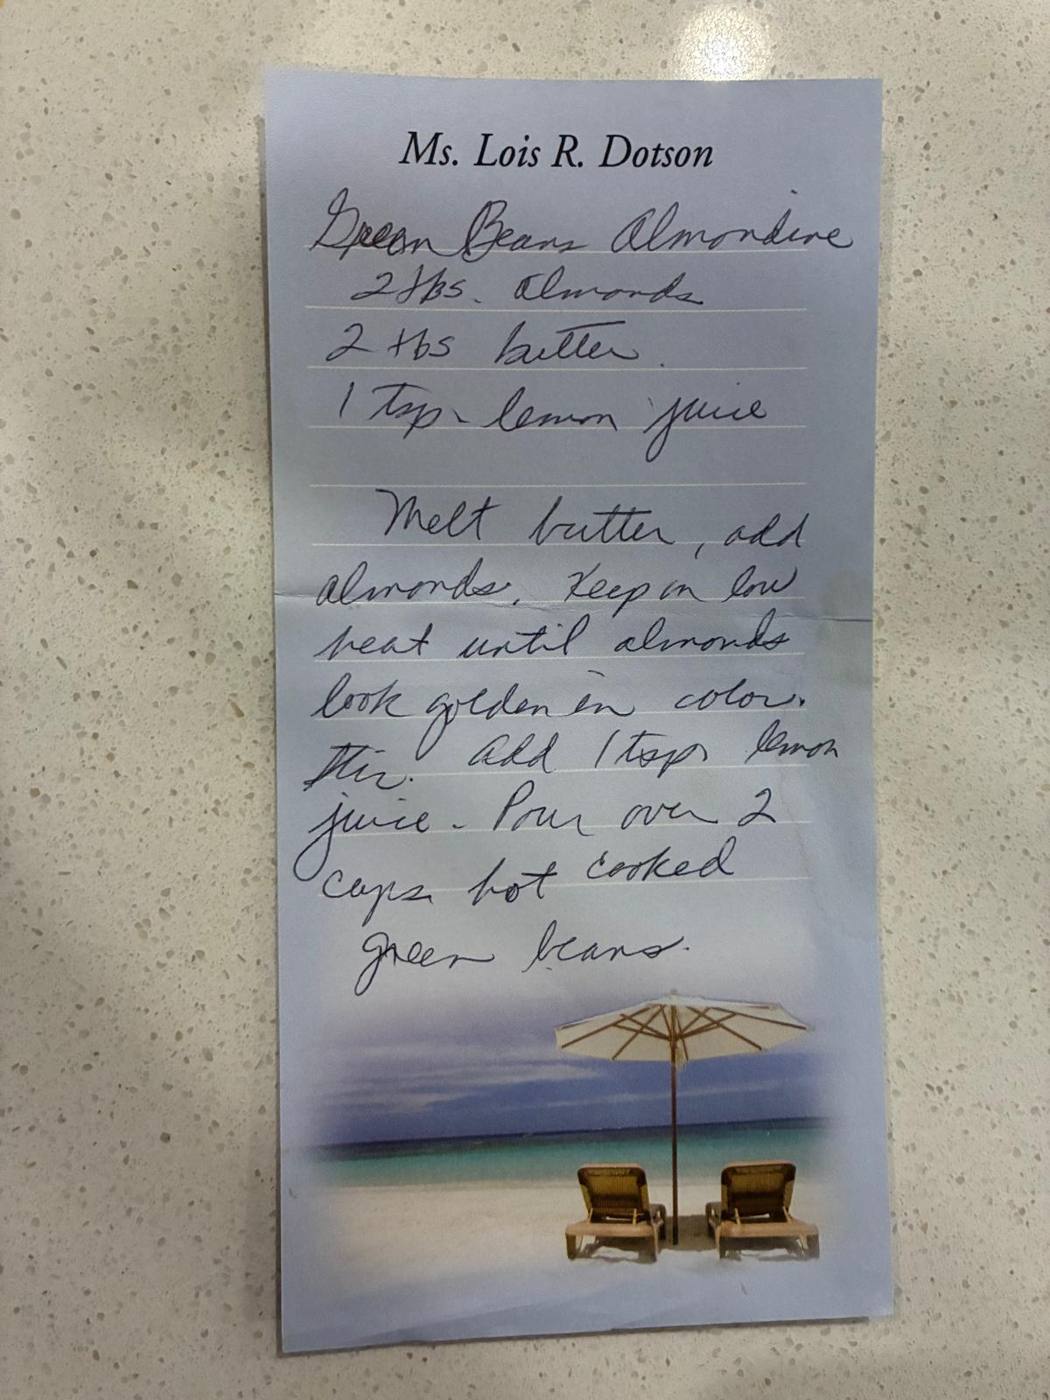 Ms. Lois R. Dotson
Green Beans Almondine
2 tbs. almonds
2 tbs butter.
1 tsp. lemon juice
Melt butter, add
almonds. Keep on low
heat until almonds
look golden in color.
Stir. Add 1 tsp. lemon
juice. Pour over 2
cups hot cooked
green beans.